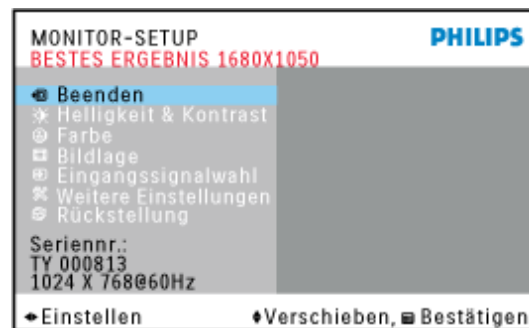 MONITOR-SETUP
PHILIPS
BESTES ERGEBNIS 1680X1050
Beenden
Helligkeit & Kontrast
Farbe
Bildlage
Eingangssignalwahl
Weitere Einstellungen
Rückstellung
Seriennr.:
TY 000813
1024 X 768@60Hz
Einstellen
Verschieben, Bestätigen